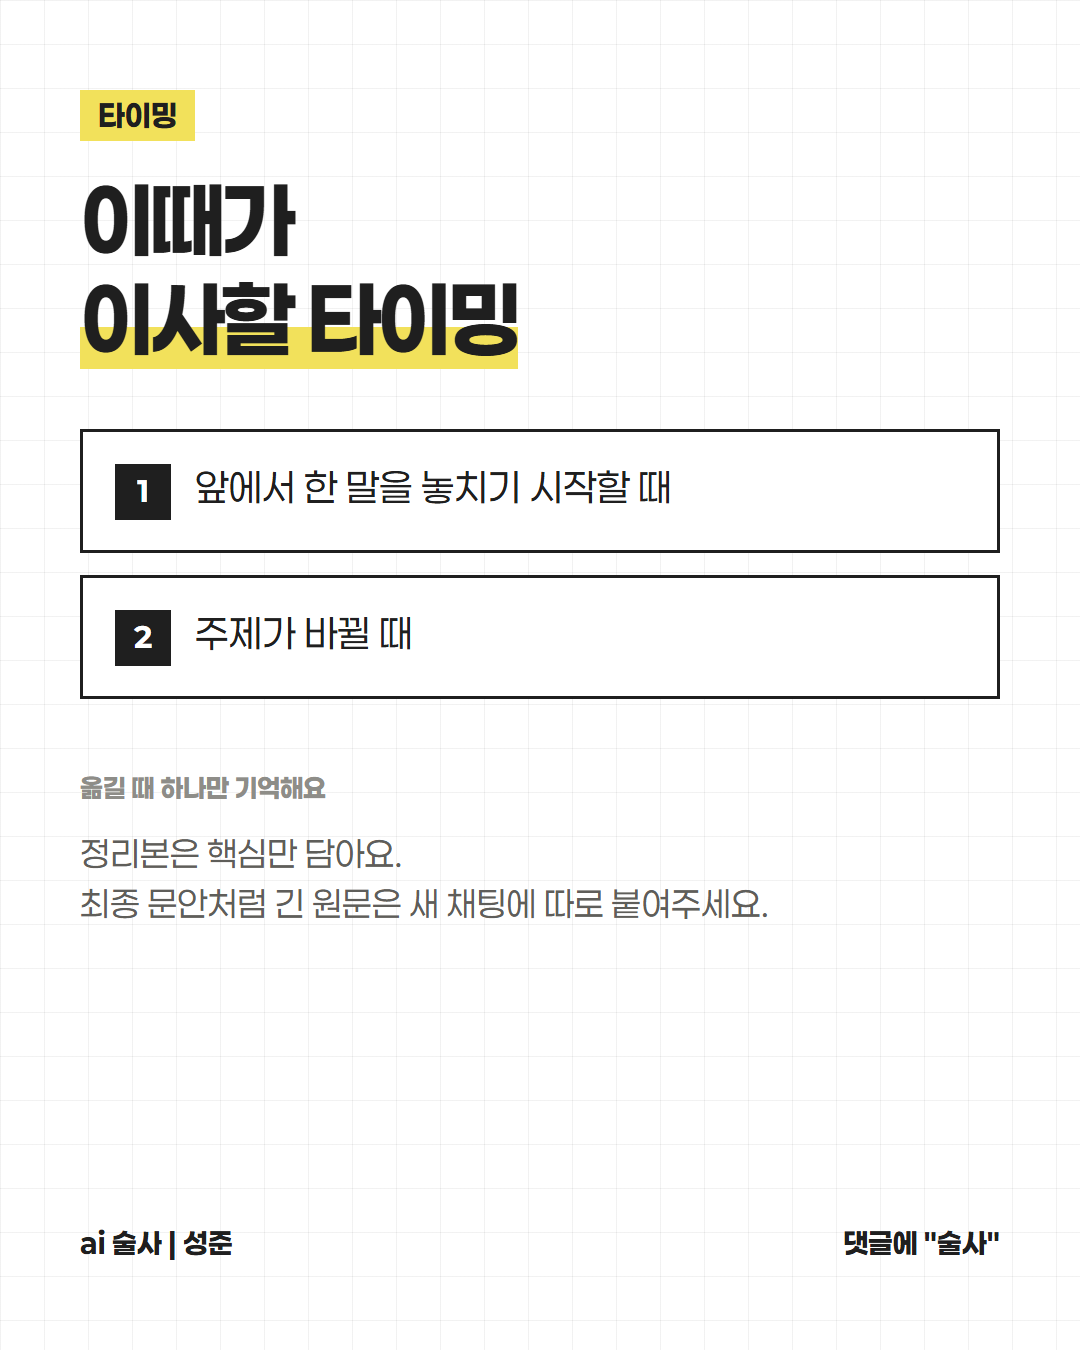 타이밍
이때가
이사할 타이밍
1 앞에서 한 말을 놓치기 시작할 때
2 주제가 바뀔 때
옮길 때 하나만 기억해요
정리본은 핵심만 담아요.
최종 문안처럼 긴 원문은 새 채팅에 따로 붙여주세요.
ai 술사 | 성준
댓글에 "술사"